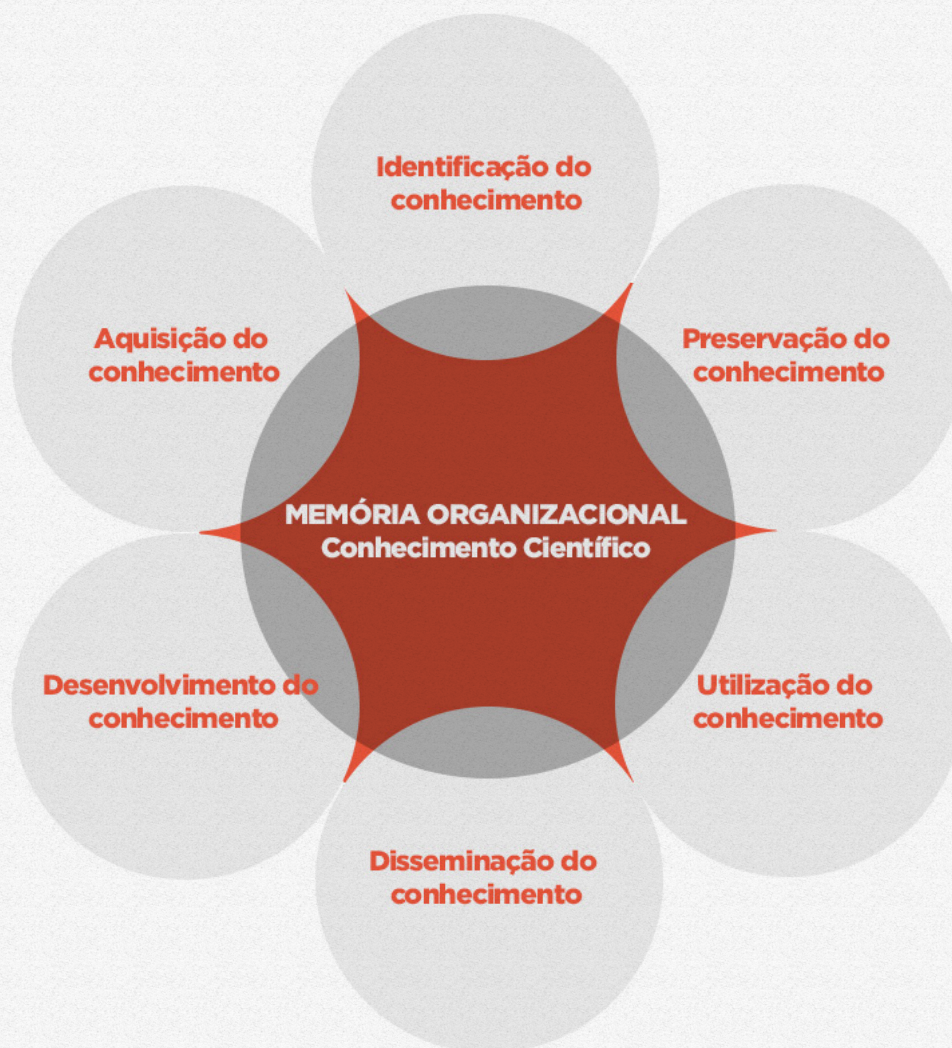 Identificação do
conhecimento
Aquisição do
conhecimento
Preservação do
conhecimento
MEMÓRIA ORGANIZACIONAL
Conhecimento Científico
Desenvolvimento do
conhecimento
Utilização do
conhecimento
Disseminação do
conhecimento